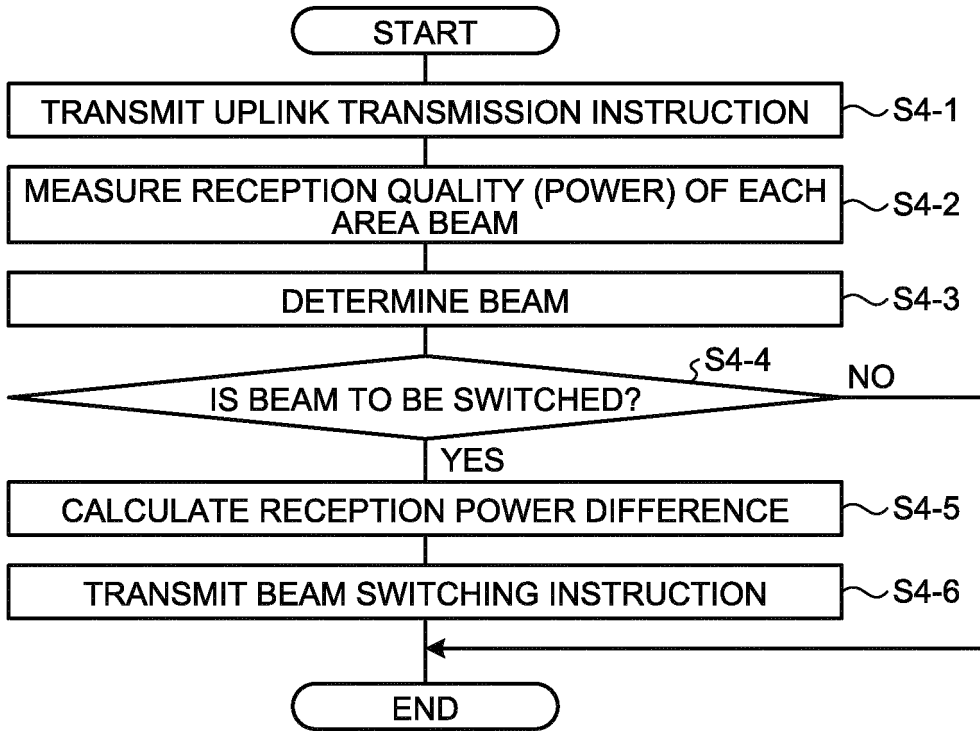 START
TRANSMIT UPLINK TRANSMISSION INSTRUCTION
S4-1
MEASURE RECEPTION QUALITY (POWER) OF EACH
AREA BEAM
S4-2
DETERMINE BEAM
S4-3
S4-4
IS BEAM TO BE SWITCHED?
NO
YES
CALCULATE RECEPTION POWER DIFFERENCE
S4-5
TRANSMIT BEAM SWITCHING INSTRUCTION
S4-6
END